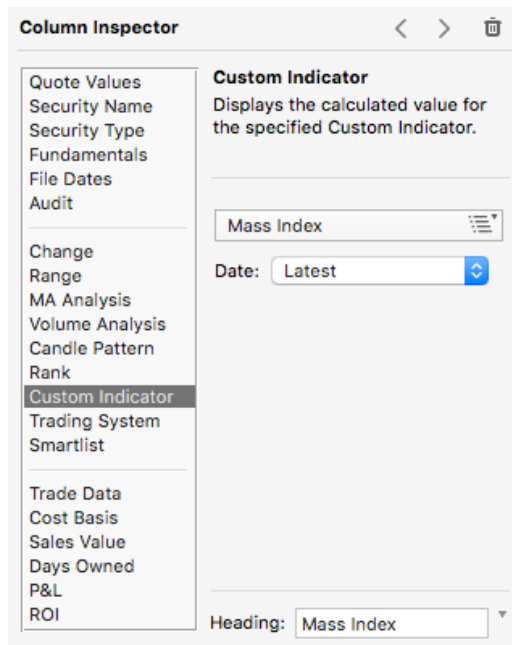 Column Inspector
Quote Values
Security Name
Security Type
Fundamentals
File Dates
Audit
Change
Range
MA Analysis
Volume Analysis
Candle Pattern
Rank
Custom Indicator
Trading System
Smartlist
Trade Data
Cost Basis
Sales Value
Days Owned
P&L
ROI
Custom Indicator
Displays the calculated value for
the specified Custom Indicator.
Mass Index
Date: Latest
Heading: Mass Index